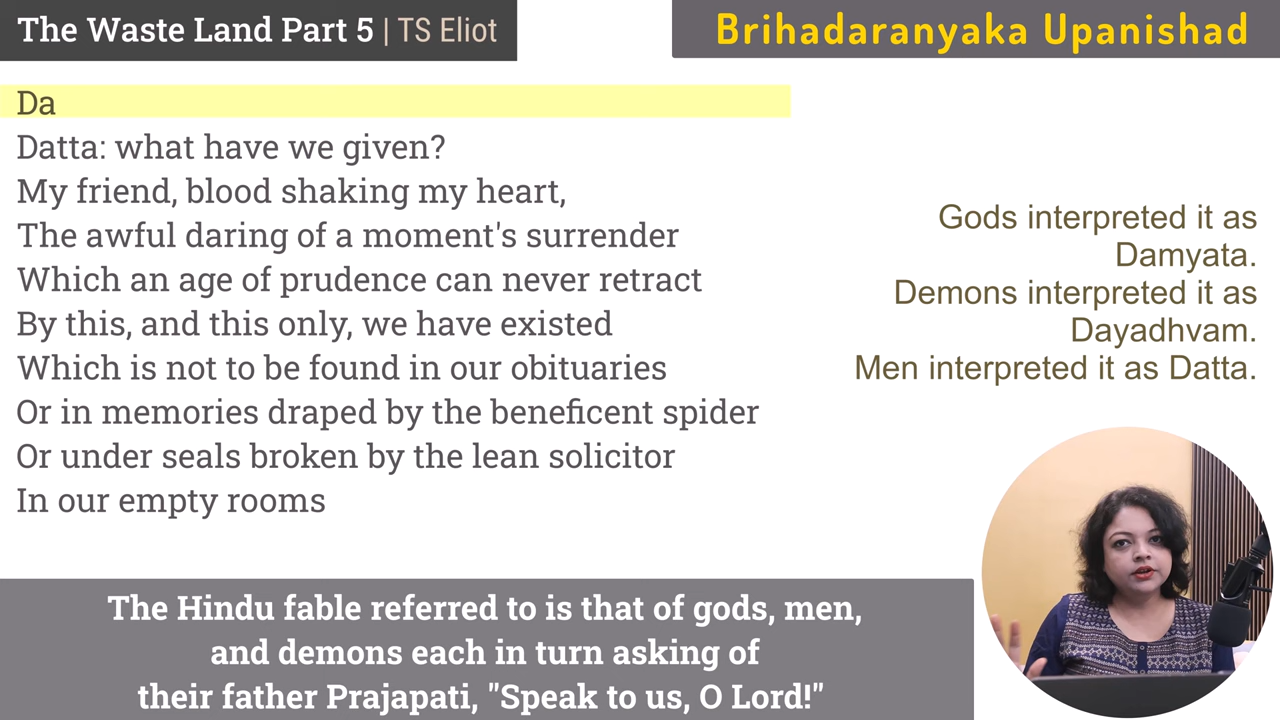 The Waste Land Part 5 | TS Eliot
Brihadaranyaka Upanishad
Da
Datta: what have we given?
My friend, blood shaking my heart,
The awful daring of a moment's surrender
Which an age of prudence can never retract
By this, and this only, we have existed
Which is not to be found in our obituaries
Or in memories draped by the beneficent spider
Or under seals broken by the lean solicitor
In our empty rooms
Gods interpreted it as
Damyata.
Demons interpreted it as
Dayadhvam.
Men interpreted it as Datta.
The Hindu fable referred to is that of gods, men,
and demons each in turn asking of
their father Prajapati, "Speak to us, O Lord!"